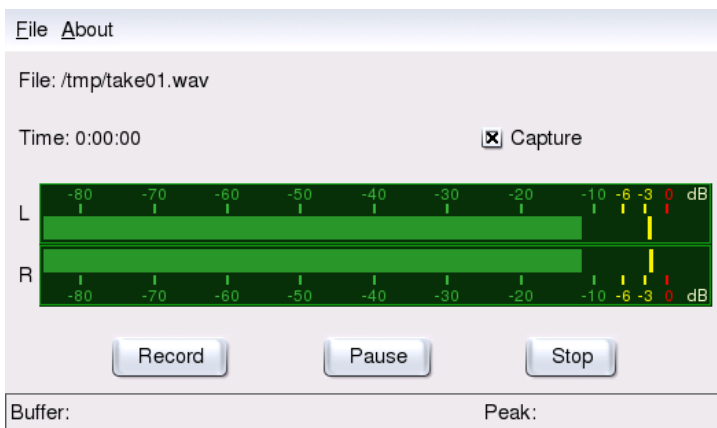 File About
File: /tmp/take01.wav
Time: 0:00:00 Capture
-80 -70 -60 -50 -40 -30 -20 -10 -6 -3 0 dB
L
R
-80 -70 -60 -50 -40 -30 -20 -10 -6 -3 0 dB
Record Pause Stop
Buffer: Peak: